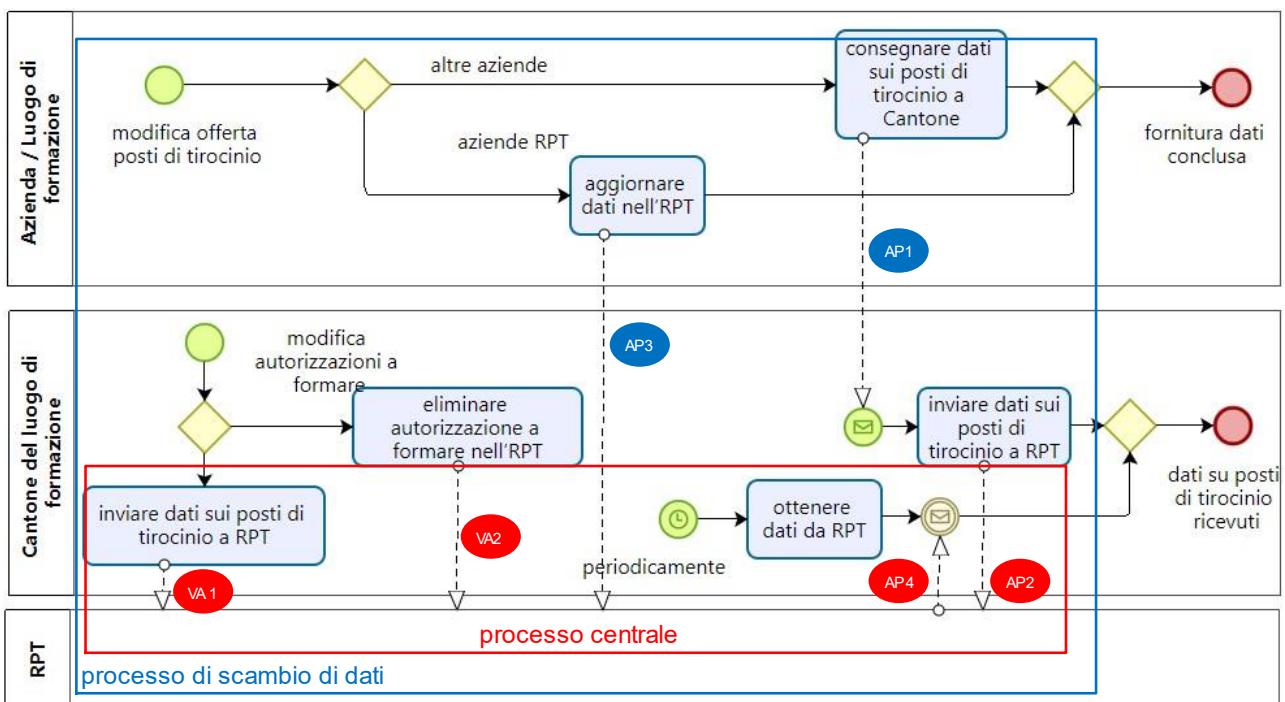 Azienda / Luogo di
formazione
modifica offerta
posti di tirocinio
altre aziende
aziende RPT
aggiornare
dati nell'RPT
consegnare dati
sui posti di
tirocinio a
Cantone
fornitura dati
conclusa
AP1
AP3
Cantone del luogo di
formazione
modifica
autorizzazioni a
formare
eliminare
autorizzazione a
formare nell'RPT
inviare dati sui posti di
tirocinio a RPT
VA 1
VA2
periodicamente
ottenere
dati da RPT
AP4
inviare dati sui
posti di
tirocinio a RPT
AP2
dati su posti
di tirocinio
ricevuti
RPT
processo centrale
processo di scambio di dati